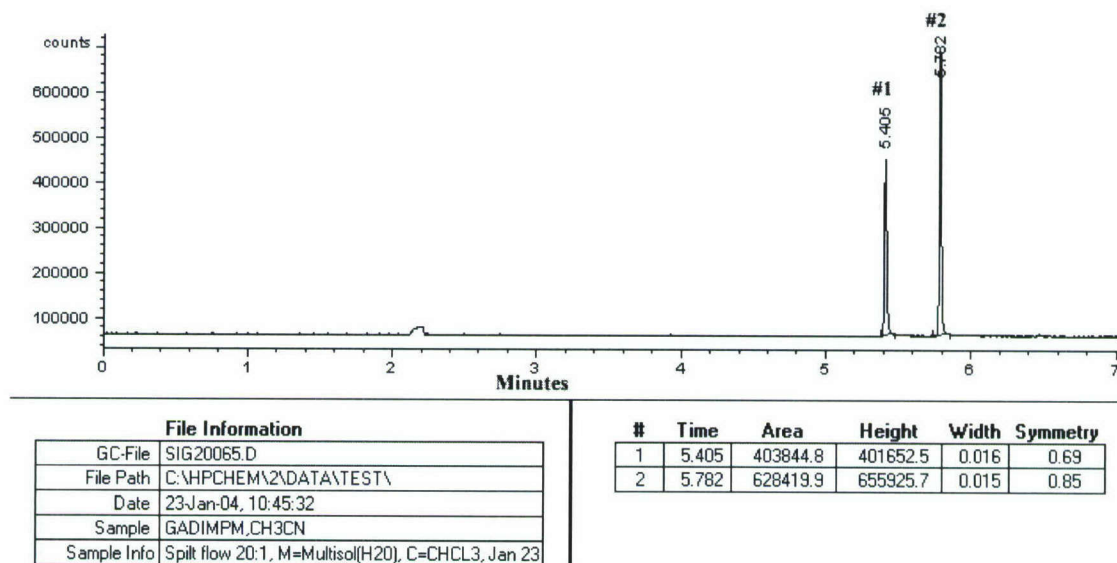 #2
counts
5.782
#1
600000
5.405
500000
400000
300000
200000
100000
0 1 2 3 4 5 6 7
Minutes
File Information
GC-File SIG20065.D
File Path C:\HPCHEM\2\DATA\TEST\
Date 23-Jan-04, 10:45:32
Sample GADIMPM,CH3CN
Sample Info Spilt flow 20:1, M=Multisol(H20), C=CHCL3, Jan 23
# Time Area Height Width Symmetry
1 5.405 403844.8 401652.5 0.016 0.69
2 5.782 628419.9 655925.7 0.015 0.85